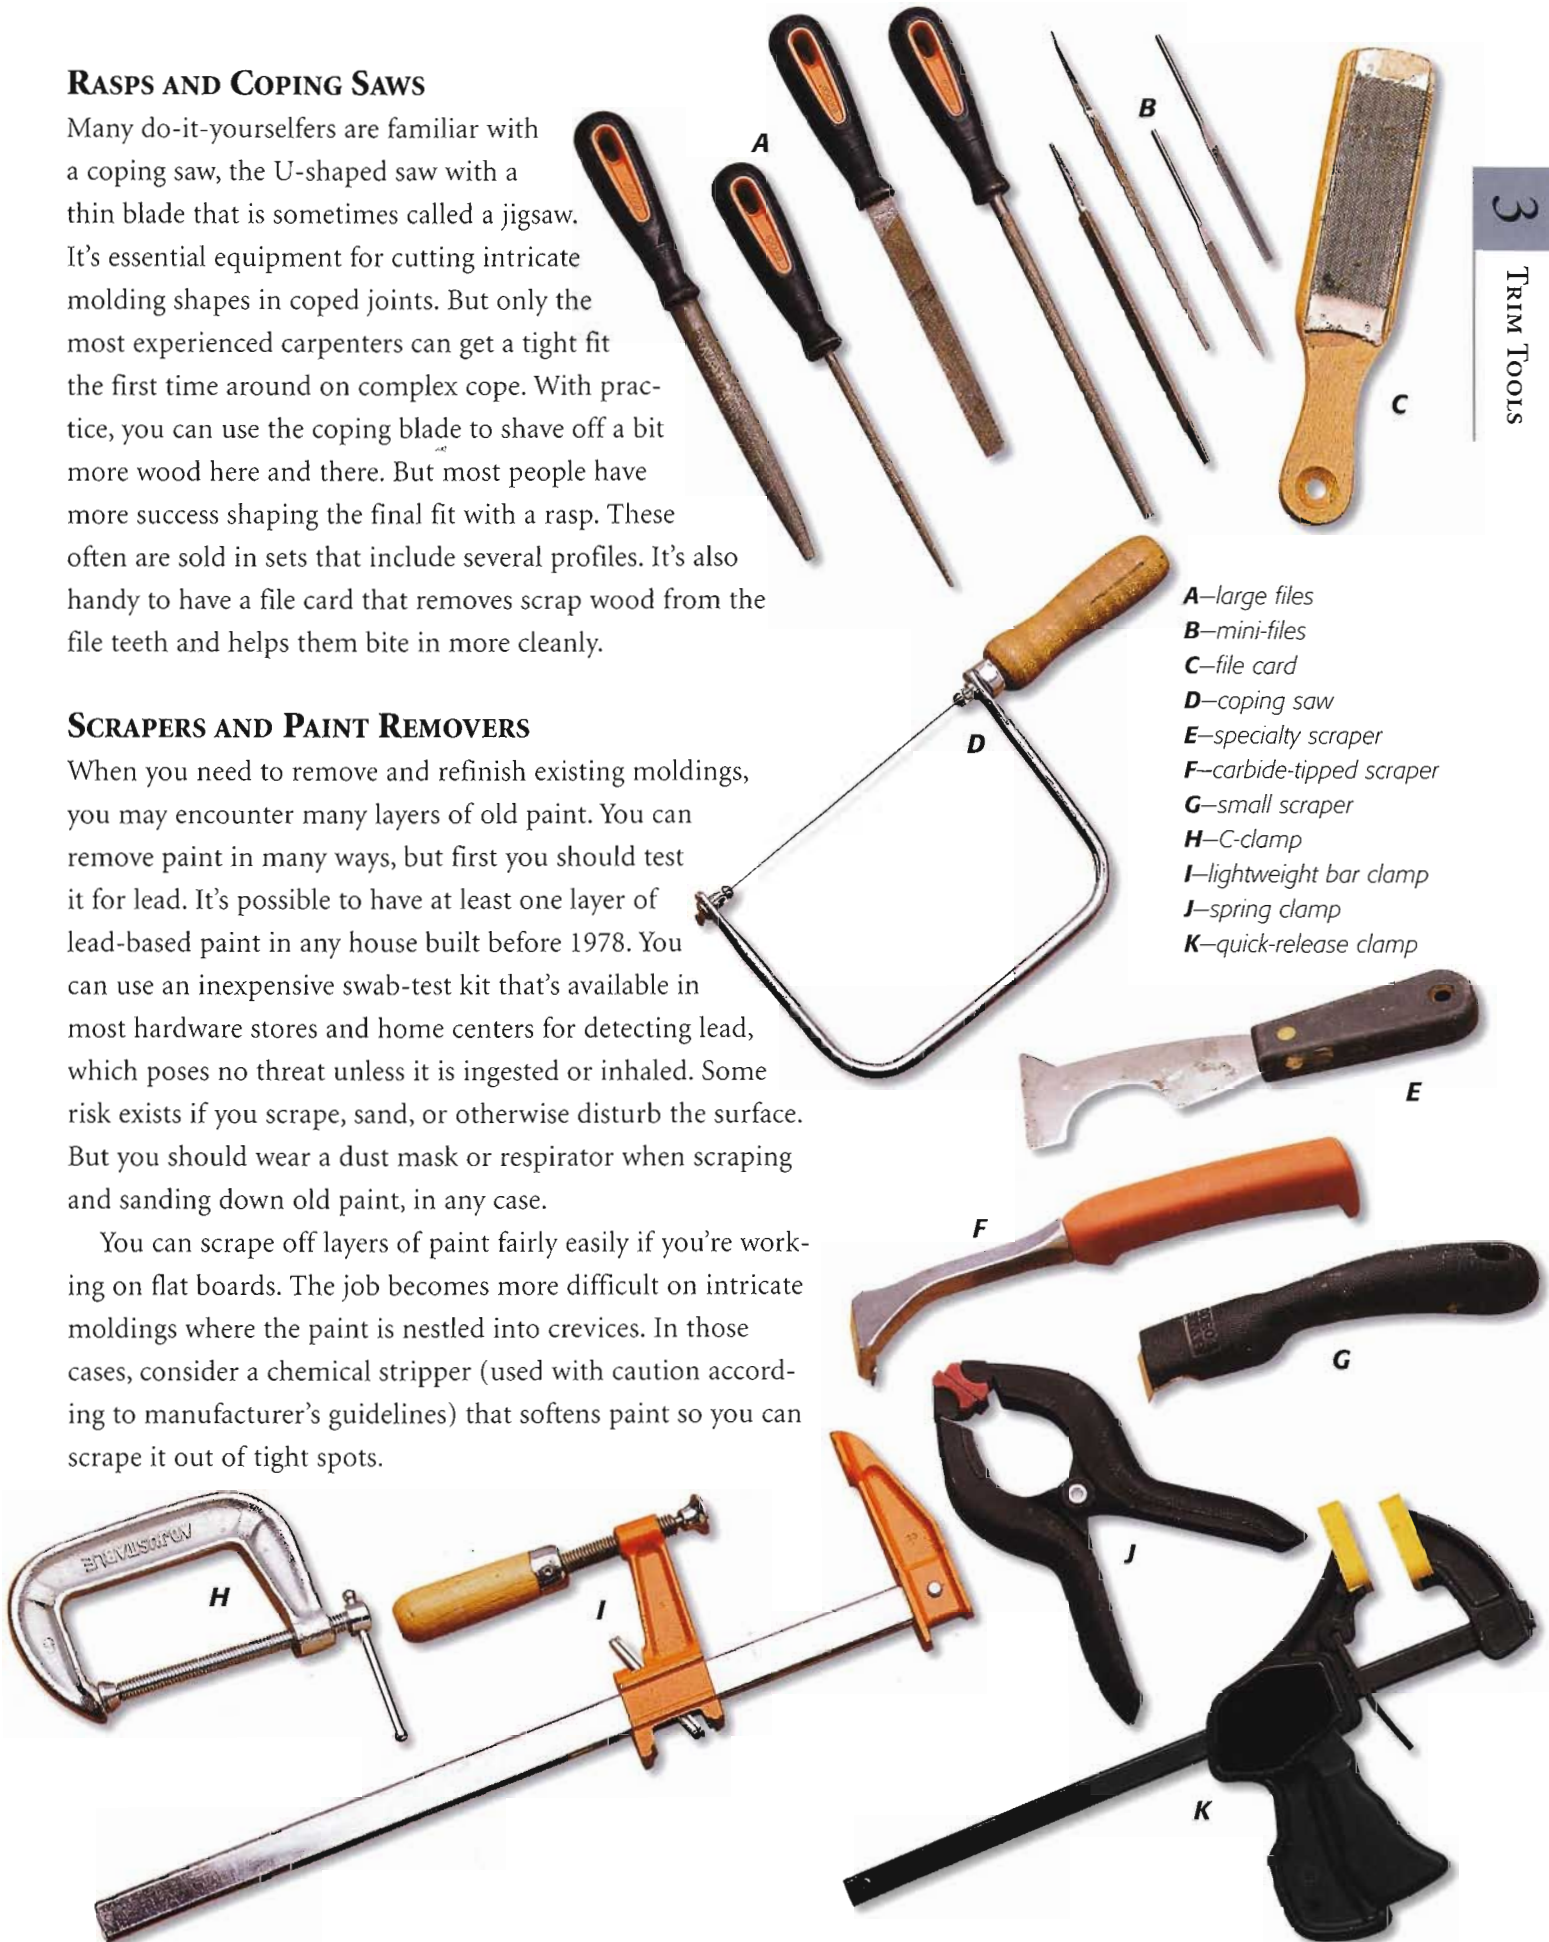 RASPS AND COPING SAWS
Many do-it-yourselfers are familiar with
a coping saw, the U-shaped saw with a
thin blade that is sometimes called a jigsaw.
It's essential equipment for cutting intricate
molding shapes in coped joints. But only the
most experienced carpenters can get a tight fit
the first time around on complex cope. With prac-
tice, you can use the coping blade to shave off a bit
more wood here and there. But most people have
more success shaping the final fit with a rasp. These
often are sold in sets that include several profiles. It's also
handy to have a file card that removes scrap wood from the
file teeth and helps them bite in more cleanly.
SCRAPERS AND PAINT REMOVERS
When you need to remove and refinish existing moldings,
you may encounter many layers of old paint. You can
remove paint in many ways, but first you should test
it for lead. It's possible to have at least one layer of
lead-based paint in any house built before 1978. You
can use an inexpensive swab-test kit that's available in
most hardware stores and home centers for detecting lead,
which poses no threat unless it is ingested or inhaled. Some
risk exists if you scrape, sand, or otherwise disturb the surface.
But you should wear a dust mask or respirator when scraping
and sanding down old paint, in any case.
You can scrape off layers of paint fairly easily if you're work-
ing on flat boards. The job becomes more difficult on intricate
moldings where the paint is nestled into crevices. In those
cases, consider a chemical stripper (used with caution accord-
ing to manufacturer's guidelines) that softens paint so you can
scrape it out of tight spots.
A
B
C
3
TRIM TOOLS
D
A—large files
B—mini-files
C—file card
D—coping saw
E—specialty scraper
F—carbide-tipped scraper
G—small scraper
H—C-clamp
I—lightweight bar clamp
J—spring clamp
K—quick-release clamp
E
F
G
ADJUSTABLE
H
I
J
K